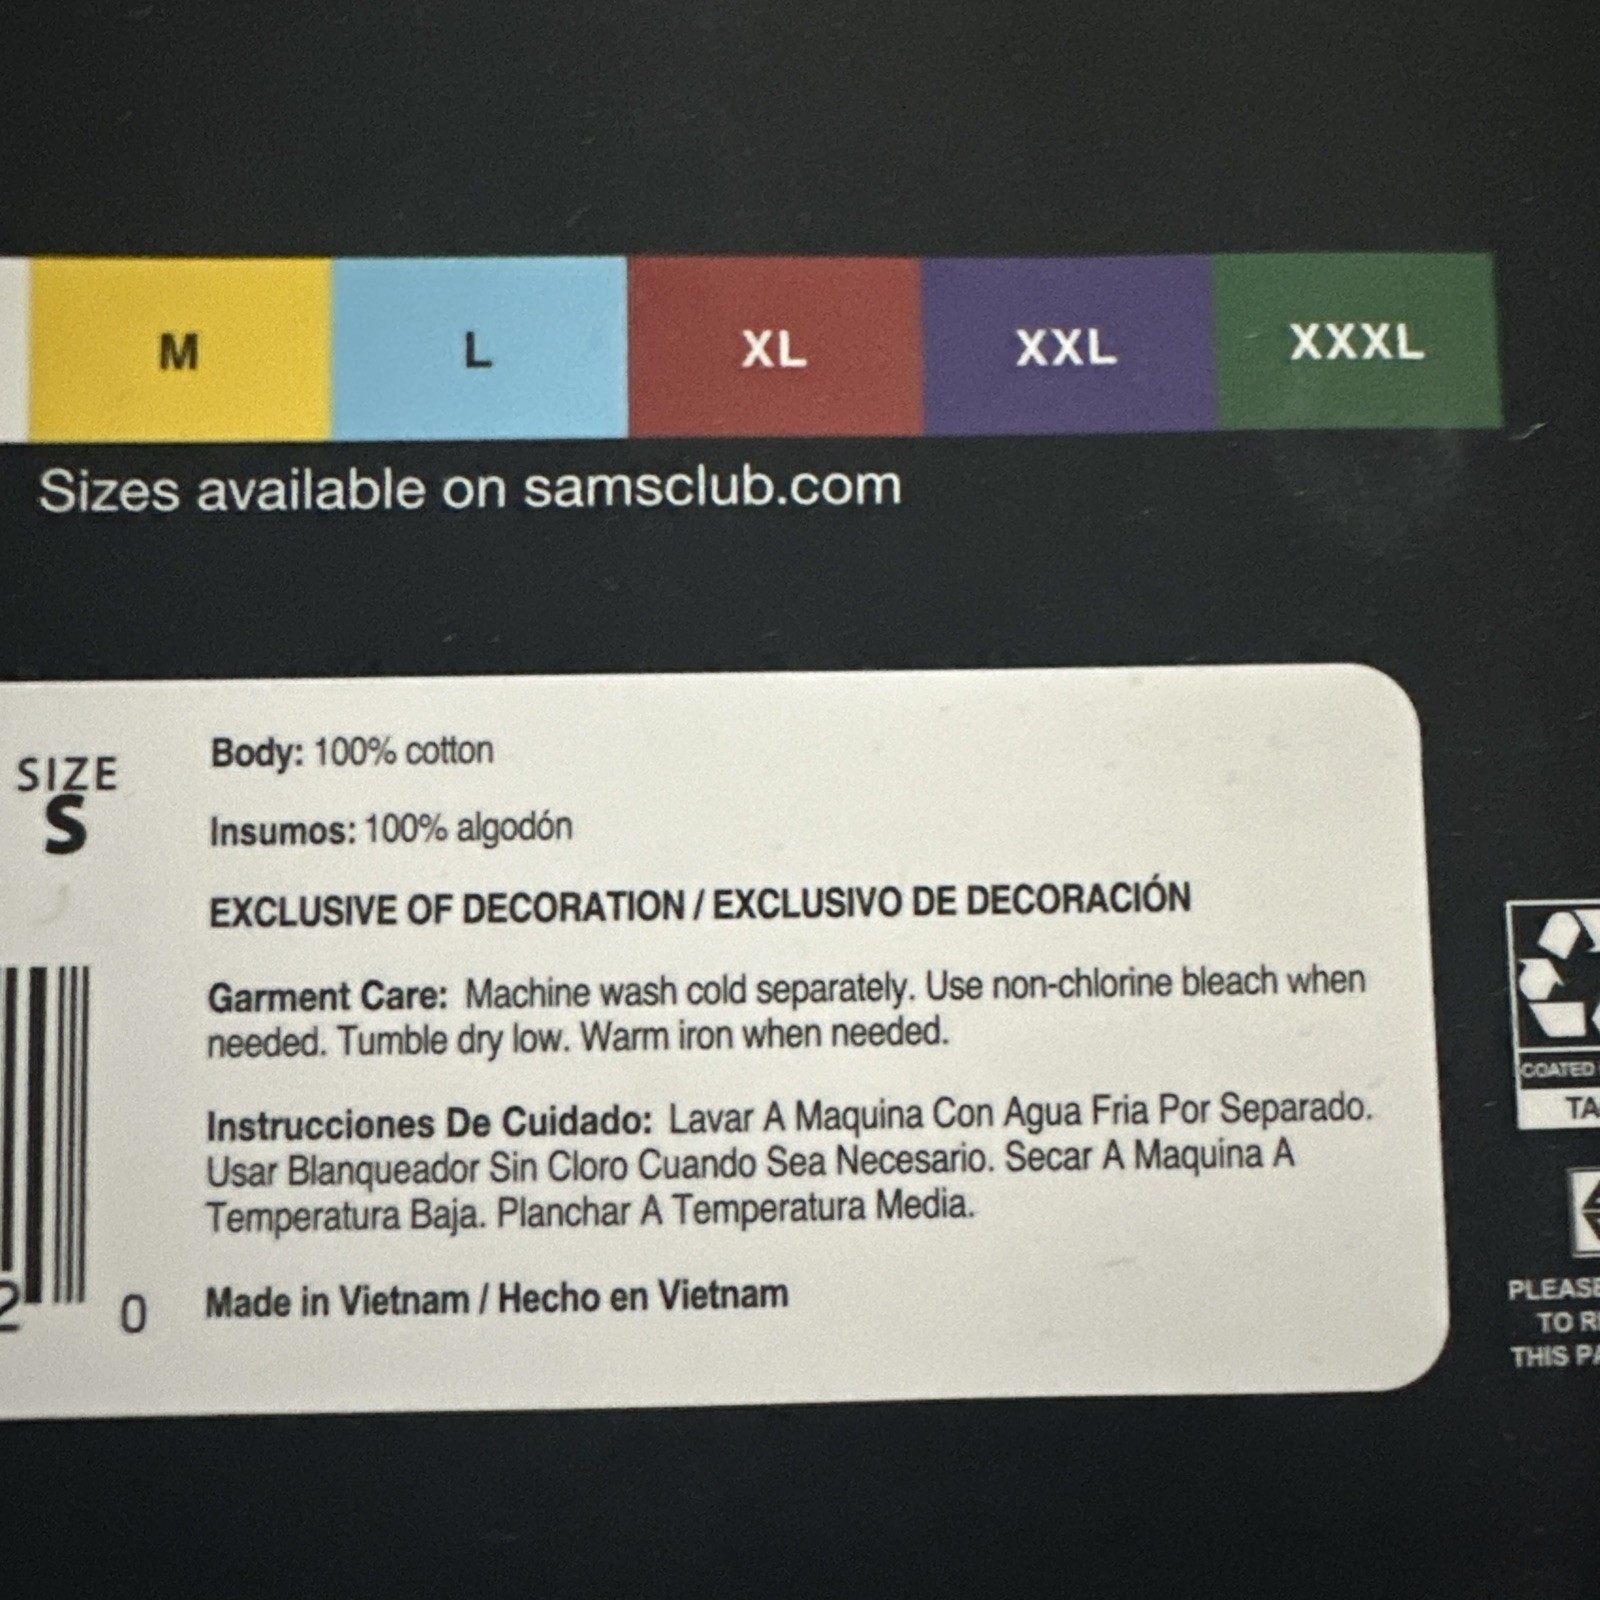 M L XL XXL XXXL
Sizes available on samsclub.com
SIZE
S
Body: 100% cotton
Insumos: 100% algodón
EXCLUSIVE OF DECORATION / EXCLUSIVO DE DECORACIÓN
Garment Care: Machine wash cold separately. Use non-chlorine bleach when
needed. Tumble dry low. Warm iron when needed.
Instrucciones De Cuidado: Lavar A Maquina Con Agua Fria Por Separado.
Usar Blanqueador Sin Cloro Cuando Sea Necesario. Secar A Maquina A
Temperatura Baja. Planchar A Temperatura Media.
Made in Vietnam / Hecho en Vietnam
2 0
COATED
PLEASE
TO
THIS